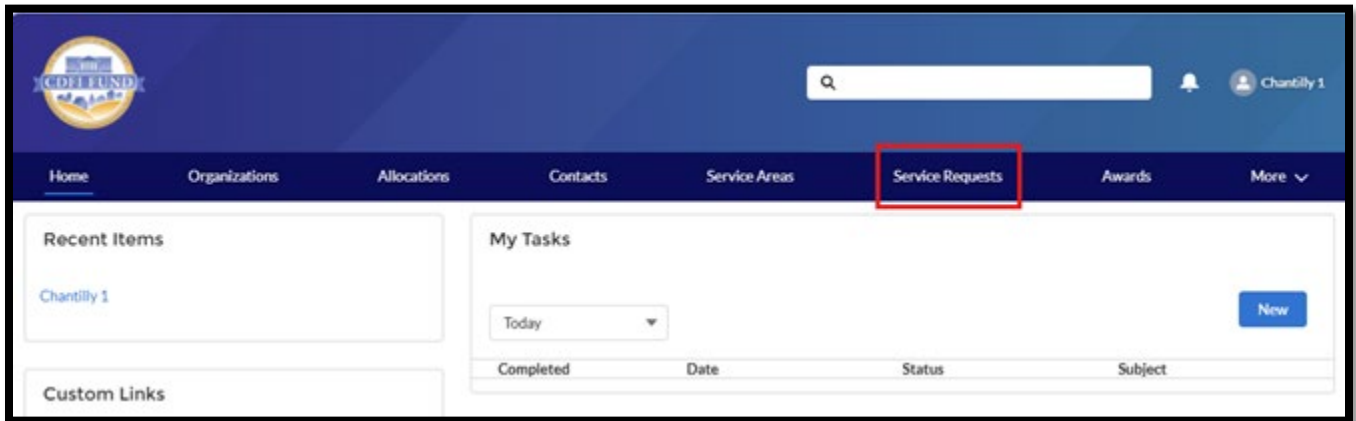 CDFI FUND
Chantilly 1
Home Organizations Allocations Contacts Service Areas Service Requests Awards More
Recent Items
Chantilly 1
Custom Links
My Tasks
New
Today
Completed Date Status Subject